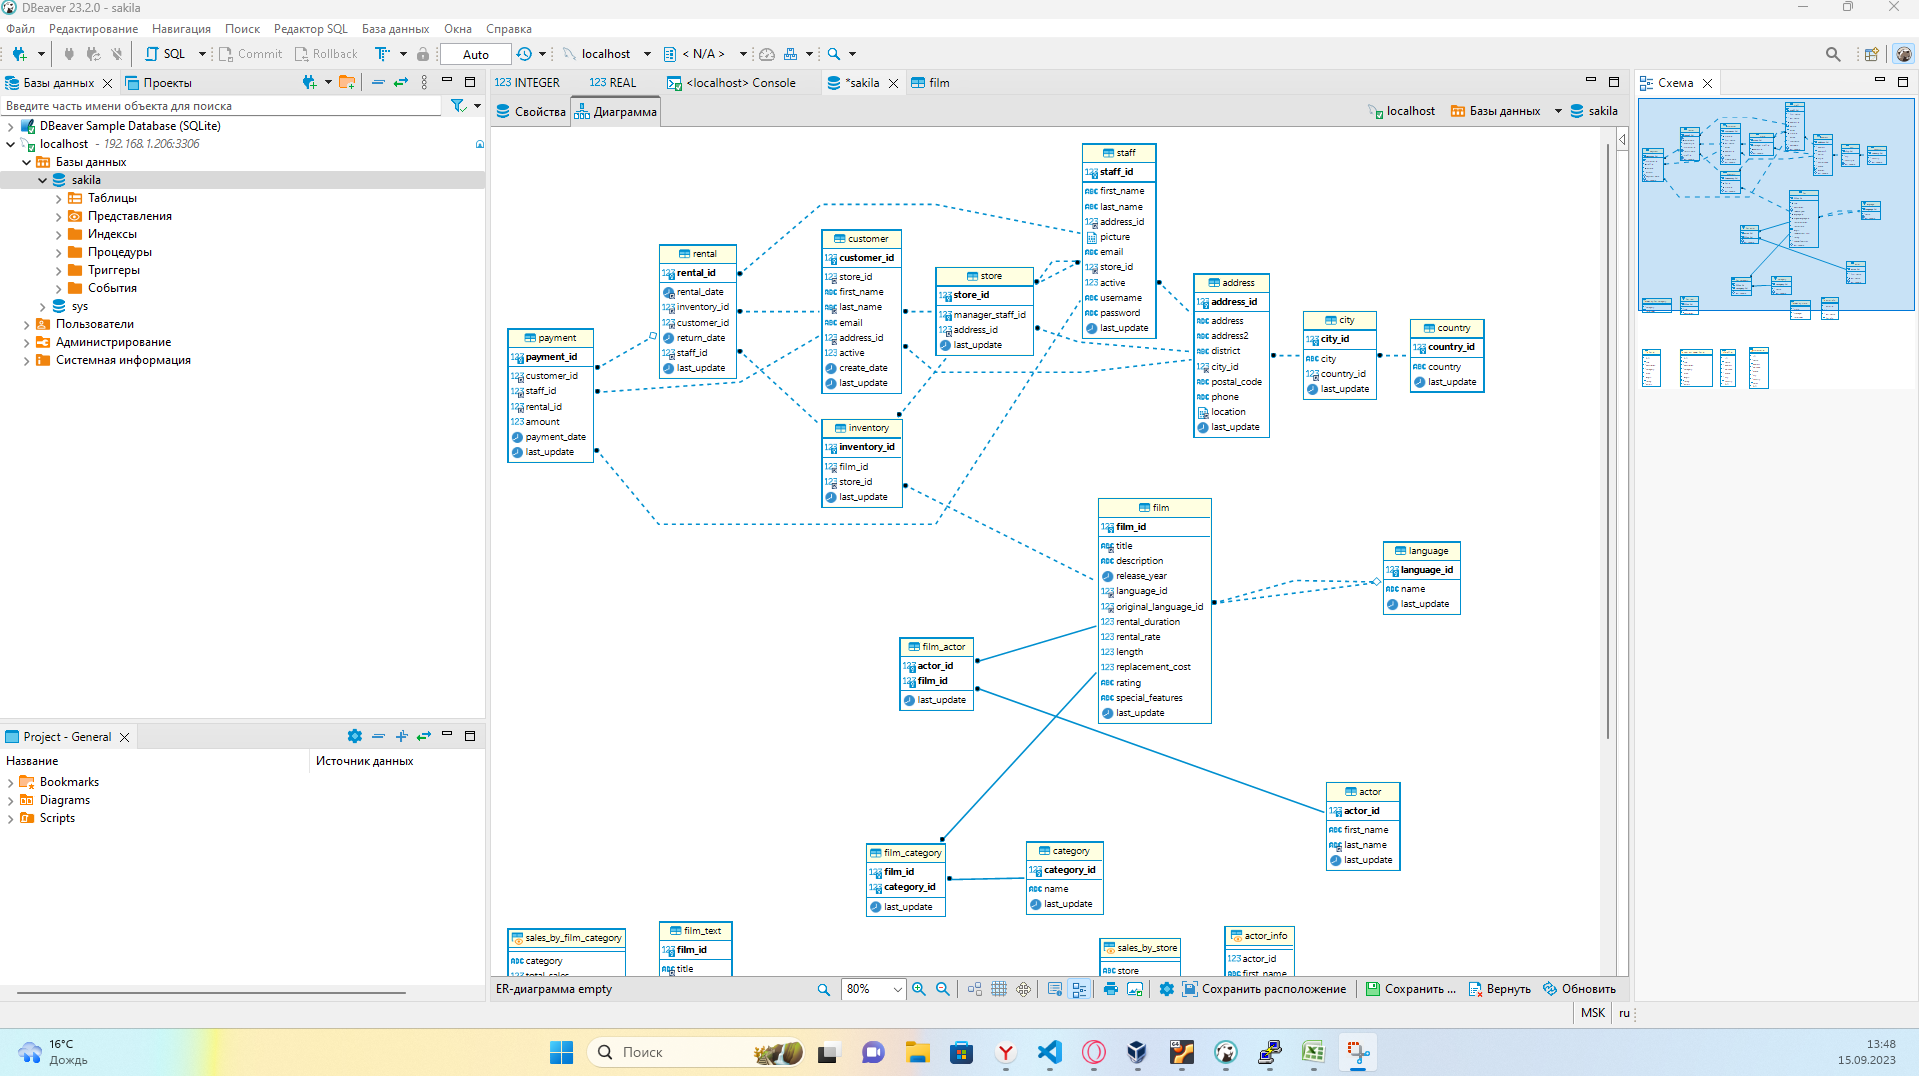 DBeaver 23.2.0 - sakila
Файл Редактирование Навигация Поиск Редактор SQL База данных Окна Справка
SQL Commit Rollback Auto localhost < N/A >
Базы данных Проекты
Введите часть имени объекта для поиска
DBeaver Sample Database (SQLite)
localhost - 192.168.1.206:3306
Базы данных
sakila
Таблицы
Представления
Индексы
Процедуры
Триггеры
События
sys
Пользователи
Администрирование
Системная информация
Project - General
Название Источник данных
Bookmarks
Diagrams
Scripts
123 INTEGER 123 REAL <localhost> Console *sakila film
Свойства Диаграмма localhost Базы данных sakila
payment
payment_id
customer_id
staff_id
rental_id
amount
payment_date
last_update
rental
rental_id
rental_date
inventory_id
customer_id
return_date
staff_id
last_update
customer
customer_id
store_id
first_name
last_name
email
address_id
active
create_date
last_update
inventory
inventory_id
film_id
store_id
last_update
store
store_id
manager_staff_id
address_id
last_update
staff
staff_id
first_name
last_name
address_id
picture
email
store_id
active
username
password
last_update
address
address_id
address
address2
district
city_id
postal_code
phone
location
last_update
city
city_id
city
country_id
last_update
country
country_id
country
last_update
film
film_id
title
description
release_year
language_id
original_language_id
rental_duration
rental_rate
length
replacement_cost
rating
special_features
last_update
language
language_id
name
last_update
film_actor
actor_id
film_id
last_update
actor
actor_id
first_name
last_name
last_update
film_category
film_id
category_id
last_update
category
category_id
name
last_update
sales_by_film_category
category
total_sales
film_text
film_id
title
sales_by_store
store
actor_info
actor_id
first_name
ER-диаграмма empty 80% Сохранить расположение Сохранить ... Вернуть Обновить
Схема
MSK ru
16°C
Дождь
Поиск
13:48
15.09.2023